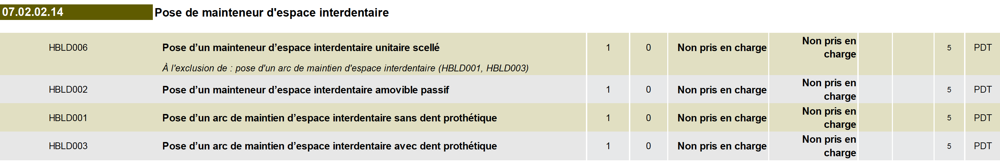 07.02.02.14 Pose de mainteneur d'espace interdentaire
HBLD006 Pose d’un mainteneur d’espace interdentaire unitaire scellé 1 0 Non pris en charge Non pris en charge 5 PDT
À l'exclusion de : pose d'un arc de maintien d'espace interdentaire (HBLD001, HBLD003)
HBLD002 Pose d’un mainteneur d’espace interdentaire amovible passif 1 0 Non pris en charge Non pris en charge 5 PDT
HBLD001 Pose d’un arc de maintien d’espace interdentaire sans dent prothétique 1 0 Non pris en charge Non pris en charge 5 PDT
HBLD003 Pose d’un arc de maintien d’espace interdentaire avec dent prothétique 1 0 Non pris en charge Non pris en charge 5 PDT